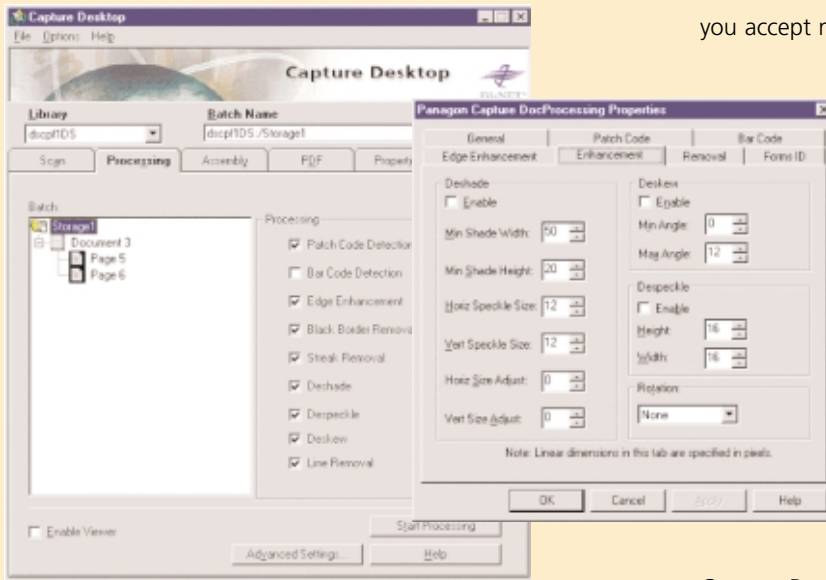 you accept
Capture Desktop
File Options Help
Capture Desktop
FileNET
Library
Batch Name
dscpf1DS
dscpf1DS:/Storage1
Scan Processing Assembly PDF
Batch:
Storage1
Document 3
Page 5
Page 6
Processing
Patch Code Detection
Bar Code Detection
Edge Enhancement
Black Border
Streak Removal
Deshade
Despeckle
Deskew
Line Removal
Enable Viewer
Start Processing
Advanced Settings...
Help
Panagon Capture DocProcessing Properties
General Patch Code Bar Code
Edge Enhancement Enhancement Removal Forms ID
Deshade
Enable
Min Shade Width: 50
Min Shade Height: 20
Horiz Speckle Size: 12
Vert Speckle Size: 12
Horiz Size Adjust: 0
Vert Size Adjust: 0
Deskew
Enable
Min Angle: 0
Max Angle: 12
Despeckle
Enable
Height: 16
Width: 16
Rotation:
None
Note: Linear dimensions in this tab are specified in pixels.
OK Cancel Apply Help